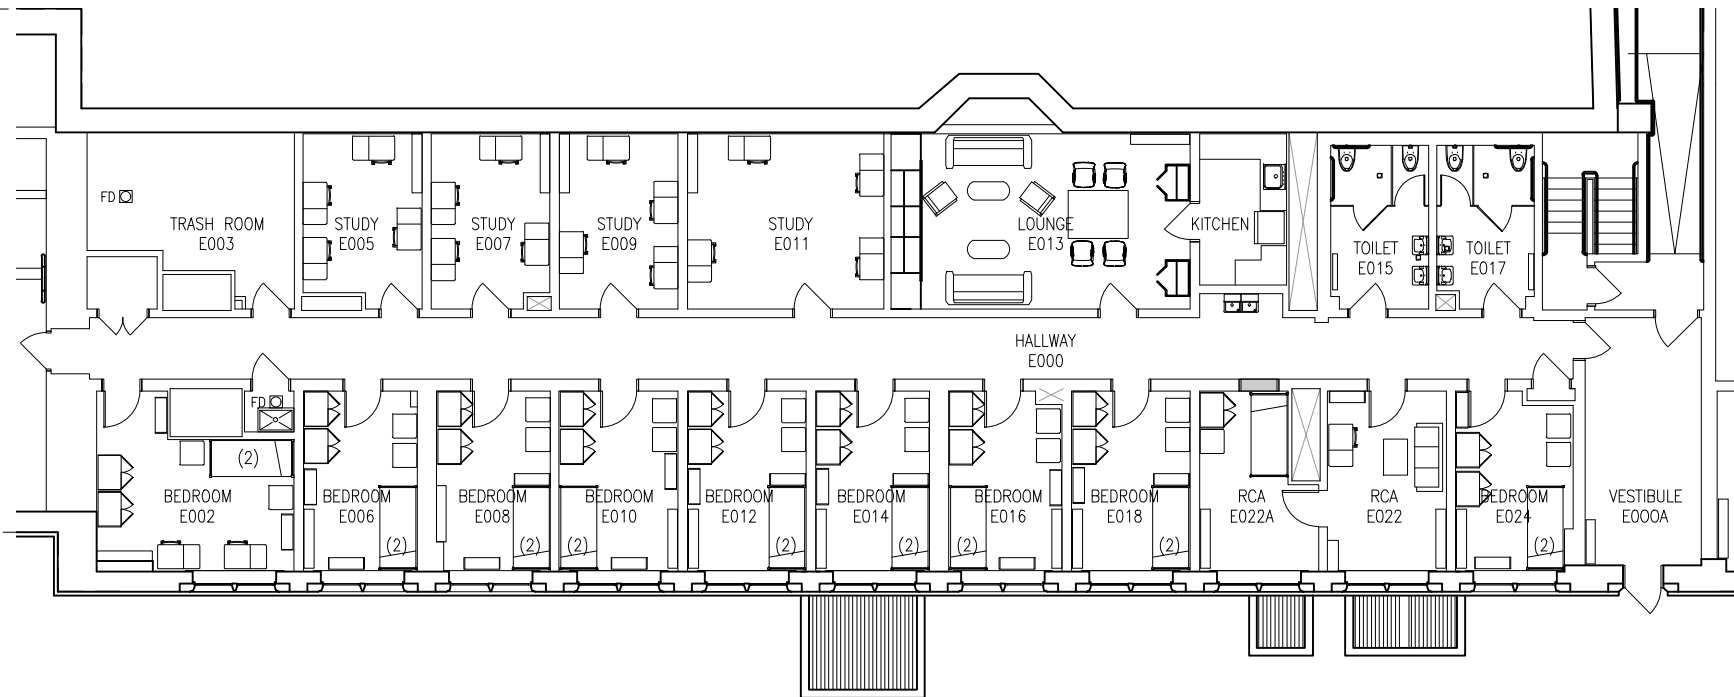 FD
TRASH ROOM
E003
STUDY
E005
STUDY
E007
STUDY
E009
STUDY
E011
LOUNGE
E013
KITCHEN
TOILET
E015
TOILET
E017
HALLWAY
E000
FD
(2)
BEDROOM
E002
BEDROOM
E006
(2)
BEDROOM
E008
(2)
BEDROOM
E010
(2)
BEDROOM
E012
(2)
BEDROOM
E014
(2)
BEDROOM
E016
(2)
BEDROOM
E018
(2)
RCA
E022A
RCA
E022
BEDROOM
E024
(2)
VESTIBULE
E000A